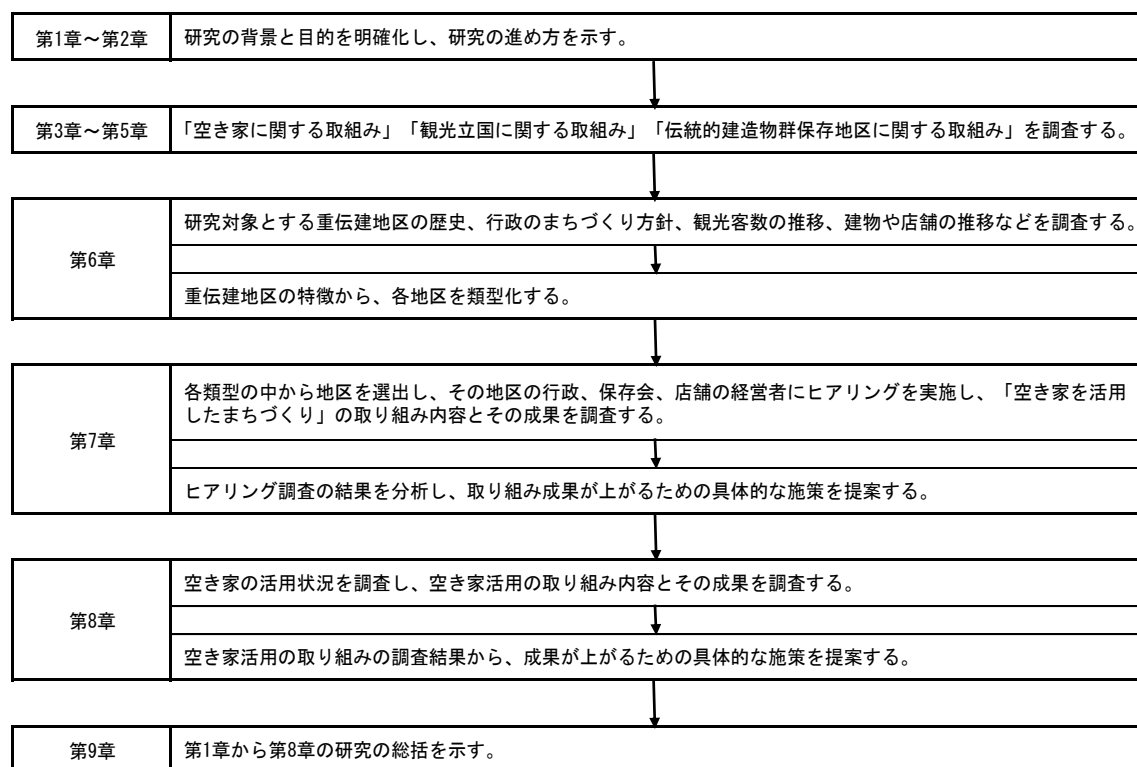 第1章～第2章
研究の背景と目的を明確化し、研究の進め方を示す。
第3章～第5章
「空き家に関する取組み」「観光立国に関する取組み」「伝統的建造物群保存地区に関する取組み」を調査する。
第6章
研究対象とする重伝建地区の歴史、行政のまちづくり方針、観光客数の推移、建物や店舗の推移などを調査する。
重伝建地区の特徴から、各地区を類型化する。
第7章
各類型の中から地区を選出し、その地区の行政、保存会、店舗の経営者にヒアリングを実施し、「空き家を活用
したまちづくり」の取り組み内容とその成果を調査する。
ヒアリング調査の結果を分析し、取り組み成果が上がるための具体的な施策を提案する。
第8章
空き家の活用状況を調査し、空き家活用の取り組み内容とその成果を調査する。
空き家活用の取り組みの調査結果から、成果が上がるための具体的な施策を提案する。
第9章
第1章から第8章の研究の総括を示す。